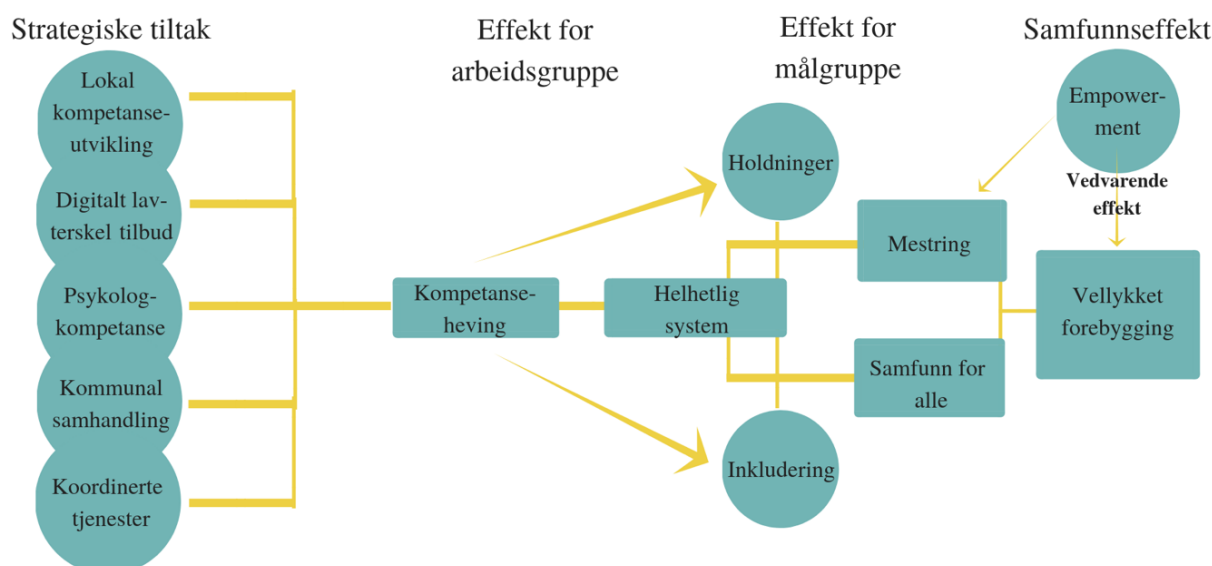 Strategiske tiltak
Lokal
kompetanse-
utvikling
Digitalt lav-
terskel tilbud
Psykolog-
kompetanse
Kommunal
samhandling
Koordinerte
tjenester
Effekt for
arbeidsgruppe
Kompetanse-
heving
Effekt for
målgruppe
Holdninger
Helhetlig
system
Inkludering
Mestring
Samfunn for
alle
Samfunnseffekt
Empower-
ment
Vedvarende
effekt
Vellykket
forebygging